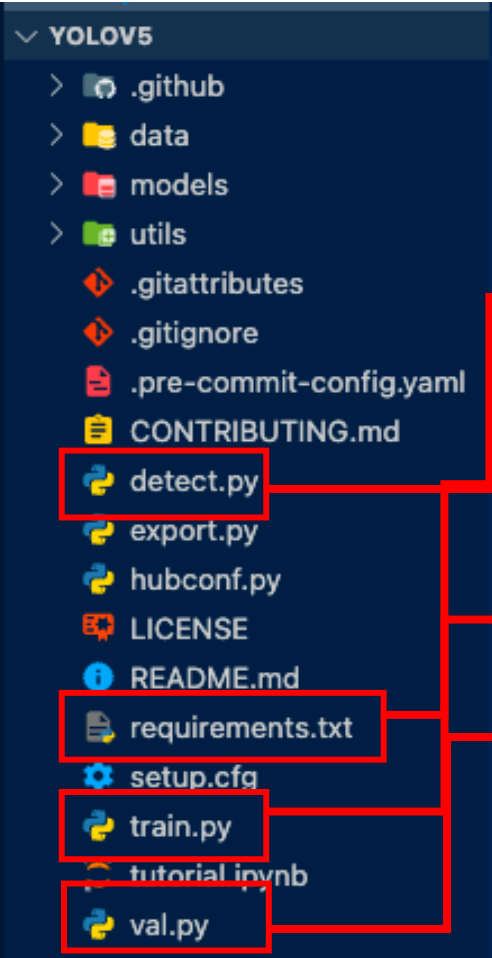 YOLOV5
.github
data
models
utils
.gitattributes
.gitignore
.pre-commit-config.yaml
CONTRIBUTING.md
detect.py
export.py
hubconf.py
LICENSE
README.md
requirements.txt
setup.cfg
train.py
tutorial.ipynb
val.py